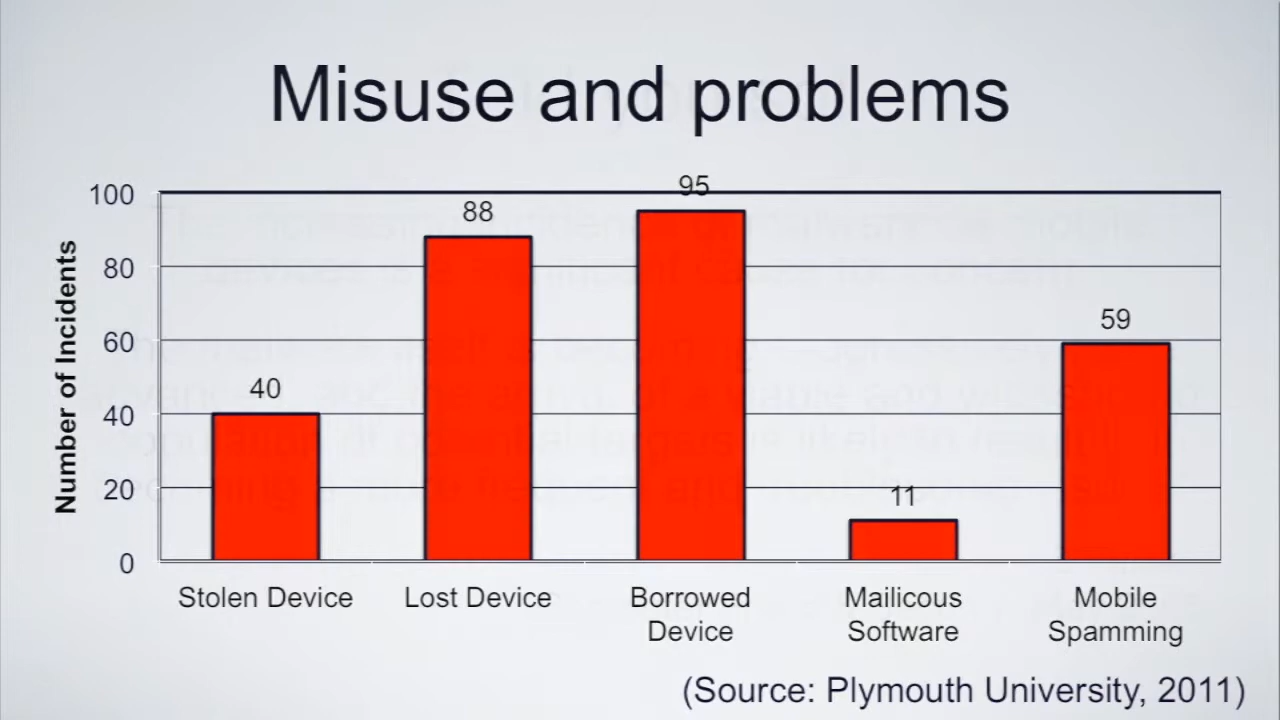 Misuse and problems
100
80
60
40
20
0
Number of Incidents
40
88
95
11
59
Stolen Device
Lost Device
Borrowed
Device
Mailicous
Software
Mobile
Spamming
(Source: Plymouth University, 2011)